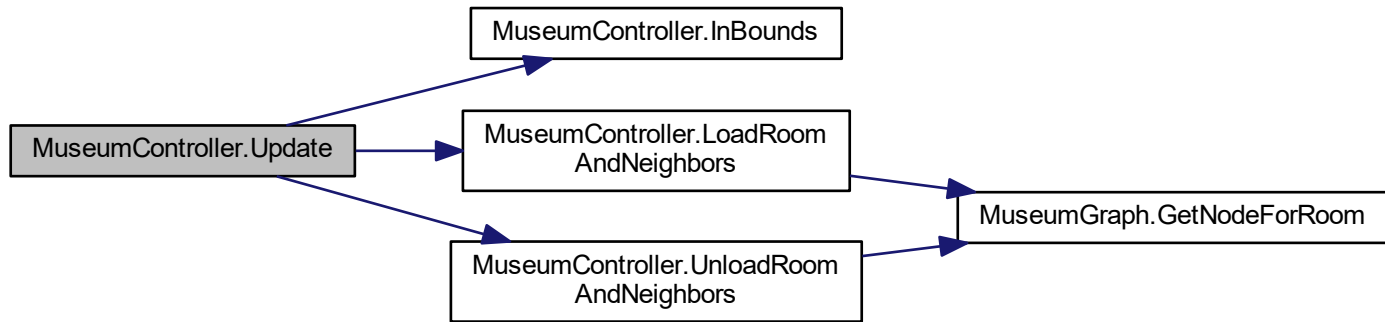 MuseumController.InBounds
MuseumController.Update
MuseumController.LoadRoom
AndNeighbors
MuseumGraph.GetNodeForRoom
MuseumController.UnloadRoom
AndNeighbors